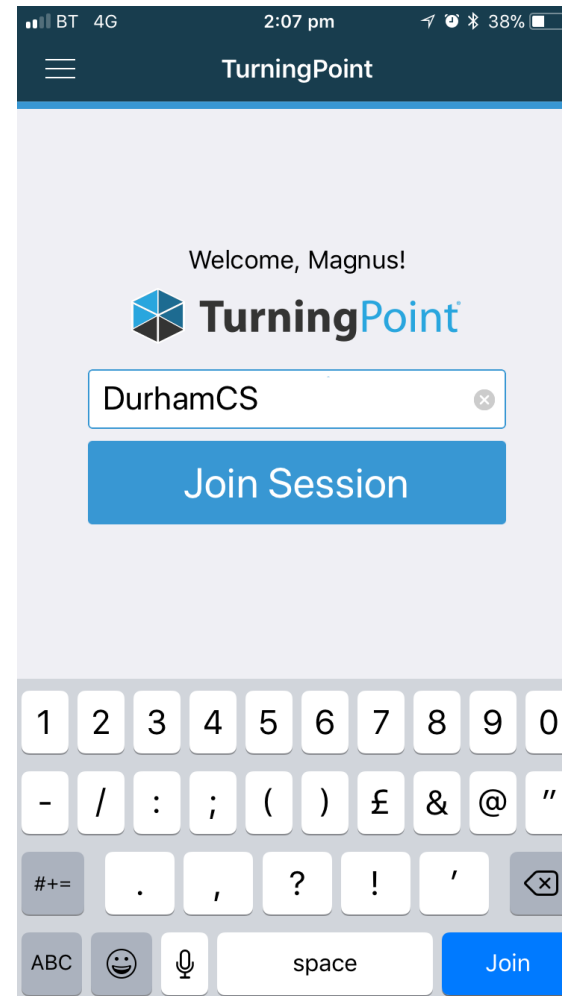 BT 4G 2:07 pm 38%
TurningPoint
Welcome, Magnus!
TurningPoint
DurhamCS
Join Session
1 2 3 4 5 6 7 8 9 0
- / : ; ( ) £ & @ "
#+= . , ? ! '
ABC space Join